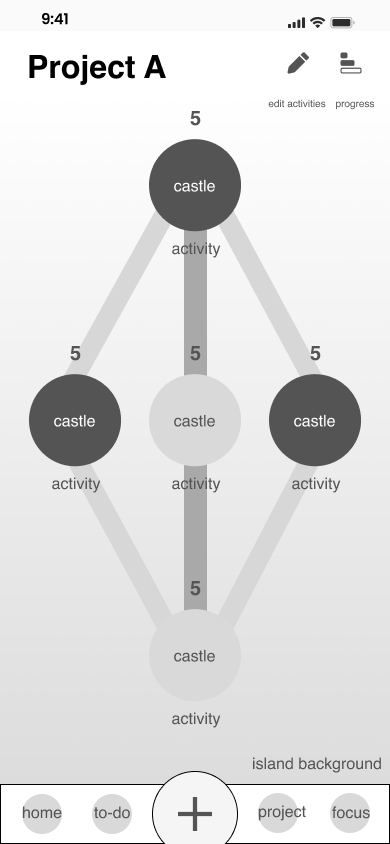 9:41
Project A
edit activities progress
5
castle
activity
5 5 5
castle castle castle
activity activity activity
5
castle
activity
island background
home to-do + project focus